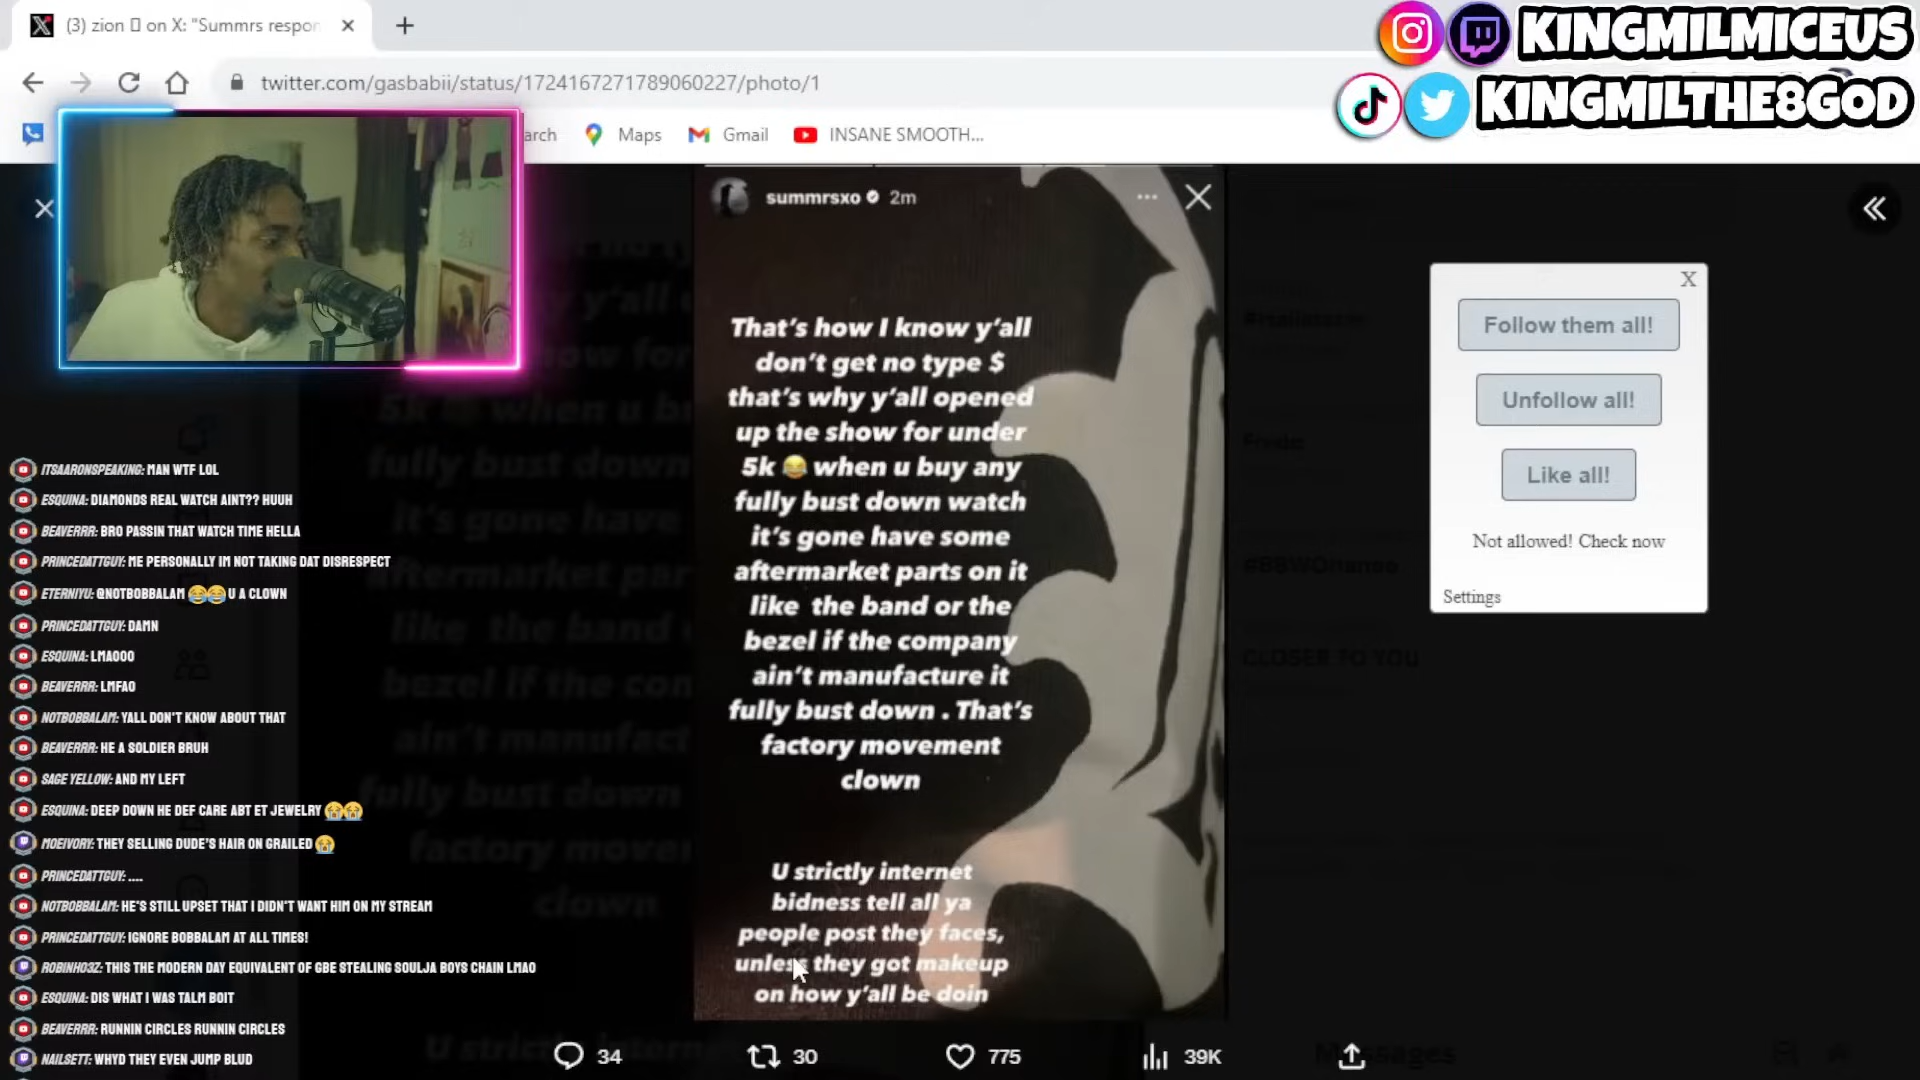 (3) zion on X: "Summrs respon
KINGMILMICEUS
twitter.com/gasbabii/status/1724167271789060227/photo/1
KINGMILTHE8GOD
arch
Maps
Gmail
INSANE SMOOTH...
summrsxo 2m
That's how I know y'all
don't get no type $
that's why y'all opened
up the show for under
5k 😂 when u buy any
fully bust down watch
it's gone have some
aftermarket parts on it
like the band or the
bezel if the company
ain't manufacture it
fully bust down . That's
factory movement
clown
U strictly internet
bidness tell all ya
people post they faces,
unless they got makeup
on how y'all be doin
X
Follow them all!
Unfollow all!
Like all!
Not allowed! Check now
Settings
ITSAARONSPEAKING: MAN WTF LOL
ESQUINA: DIAMONDS REAL WATCH AINT?? HUUH
BEAVERRR: BRO PASSIN THAT WATCH TIME HELLA
PRINCEDATTGUY: ME PERSONALLY IM NOT TAKING DAT DISRESPECT
ETERNIYU: @NOTBOBBALAM 😂😂 U A CLOWN
PRINCEDATTGUY: DAMN
ESQUINA: LMAOOO
BEAVERRR: LMFAO
NOTBOBBALAM: YALL DON'T KNOW ABOUT THAT
BEAVERRR: HE A SOLDIER BRUH
SAGE YELLOW: AND MY LEFT
ESQUINA: DEEP DOWN HE DEF CARE ABT ET JEWELRY 😭😭
MOEIVORY: THEY SELLING DUDE'S HAIR ON GRAILED 😭
PRINCEDATTGUY: ....
NOTBOBBALAM: HE'S STILL UPSET THAT I DIDN'T WANT HIM ON MY STREAM
PRINCEDATTGUY: IGNORE BOBBALAM AT ALL TIMES!
ROBINHO3Z: THIS THE MODERN DAY EQUIVALENT OF GBE STEALING SOULJA BOYS CHAIN LMAO
ESQUINA: DIS WHAT I WAS TALM BOIT
BEAVERRR: RUNNIN CIRCLES RUNNIN CIRCLES
NAILSETT: WHYD THEY EVEN JUMP BLUD
34
30
775
39K
CLOSER TO YOU
Messages